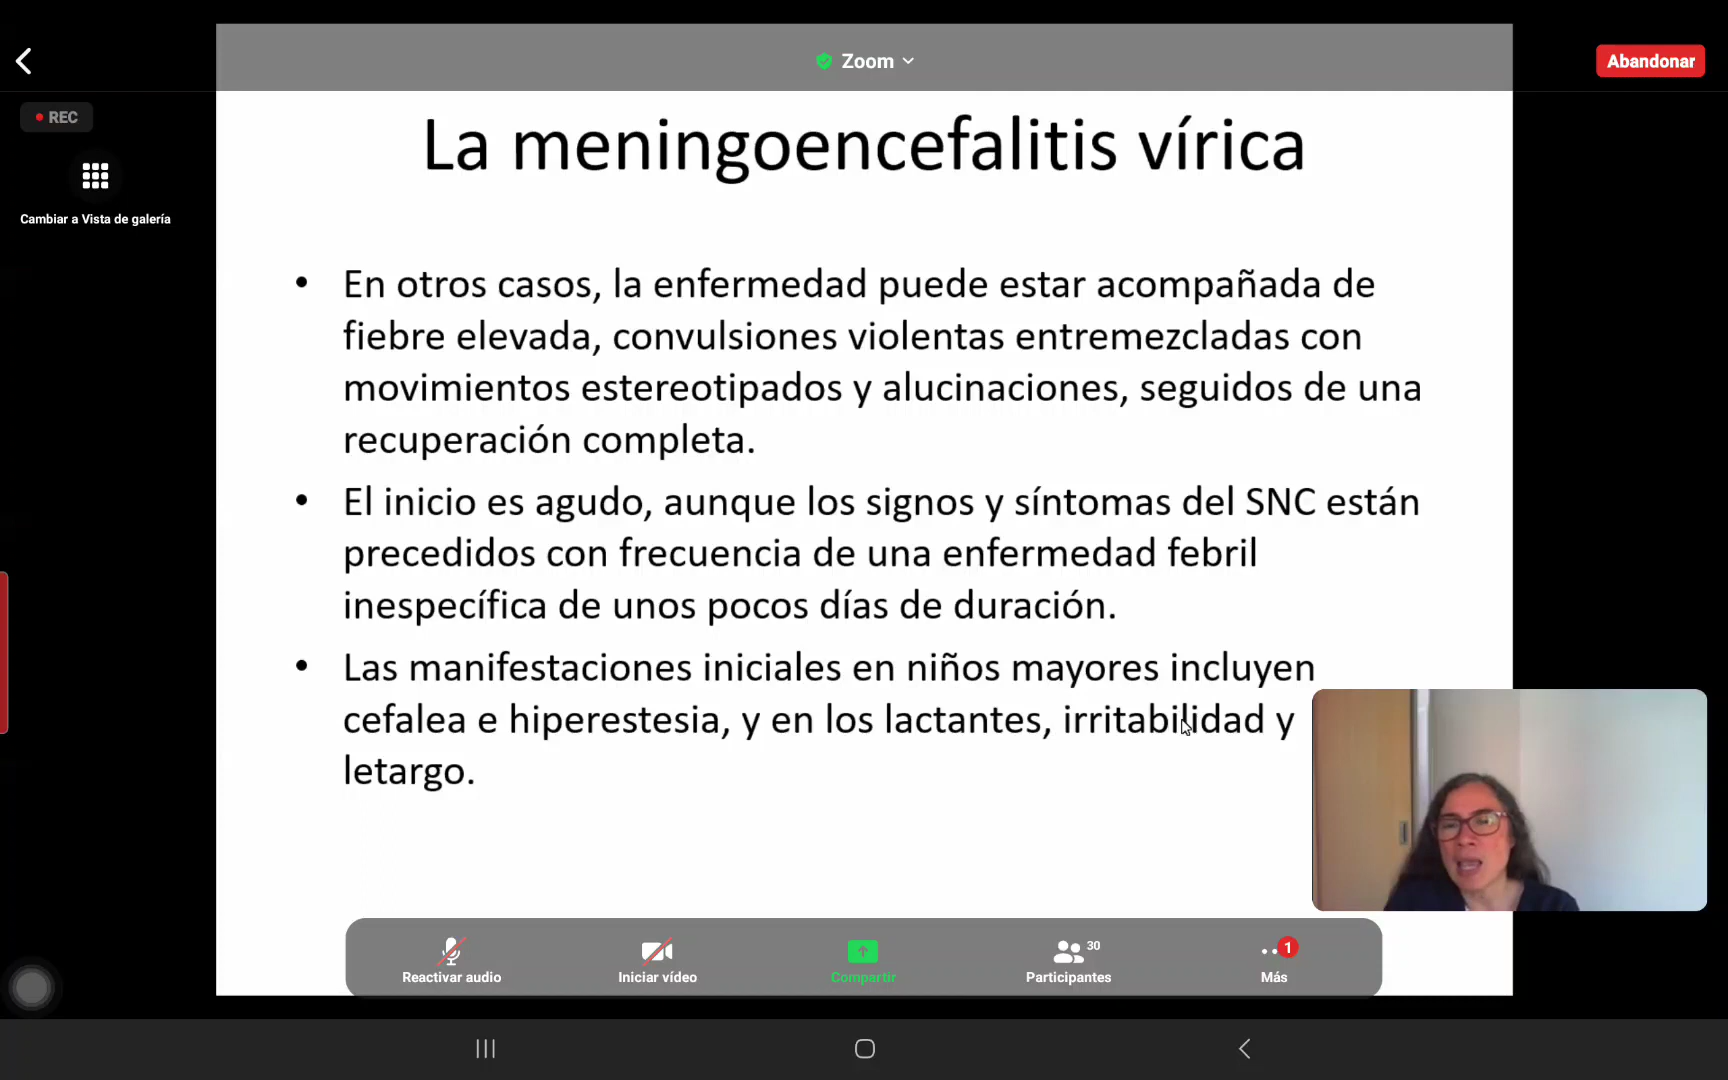 Zoom
Abandonar
REC
Cambiar a Vista de galería
La meningoencefalitis vírica
• En otros casos, la enfermedad puede estar acompañada de
fiebre elevada, convulsiones violentas entremezcladas con
movimientos estereotipados y alucinaciones, seguidos de una
recuperación completa.
• El inicio es agudo, aunque los signos y síntomas del SNC están
precedidos con frecuencia de una enfermedad febril
inespecífica de unos pocos días de duración.
• Las manifestaciones iniciales en niños mayores incluyen
cefalea e hiperestesia, y en los lactantes, irritabilidad y
letargo.
30
1
Reactivar audio
Iniciar vídeo
Compartir
Participantes
Más